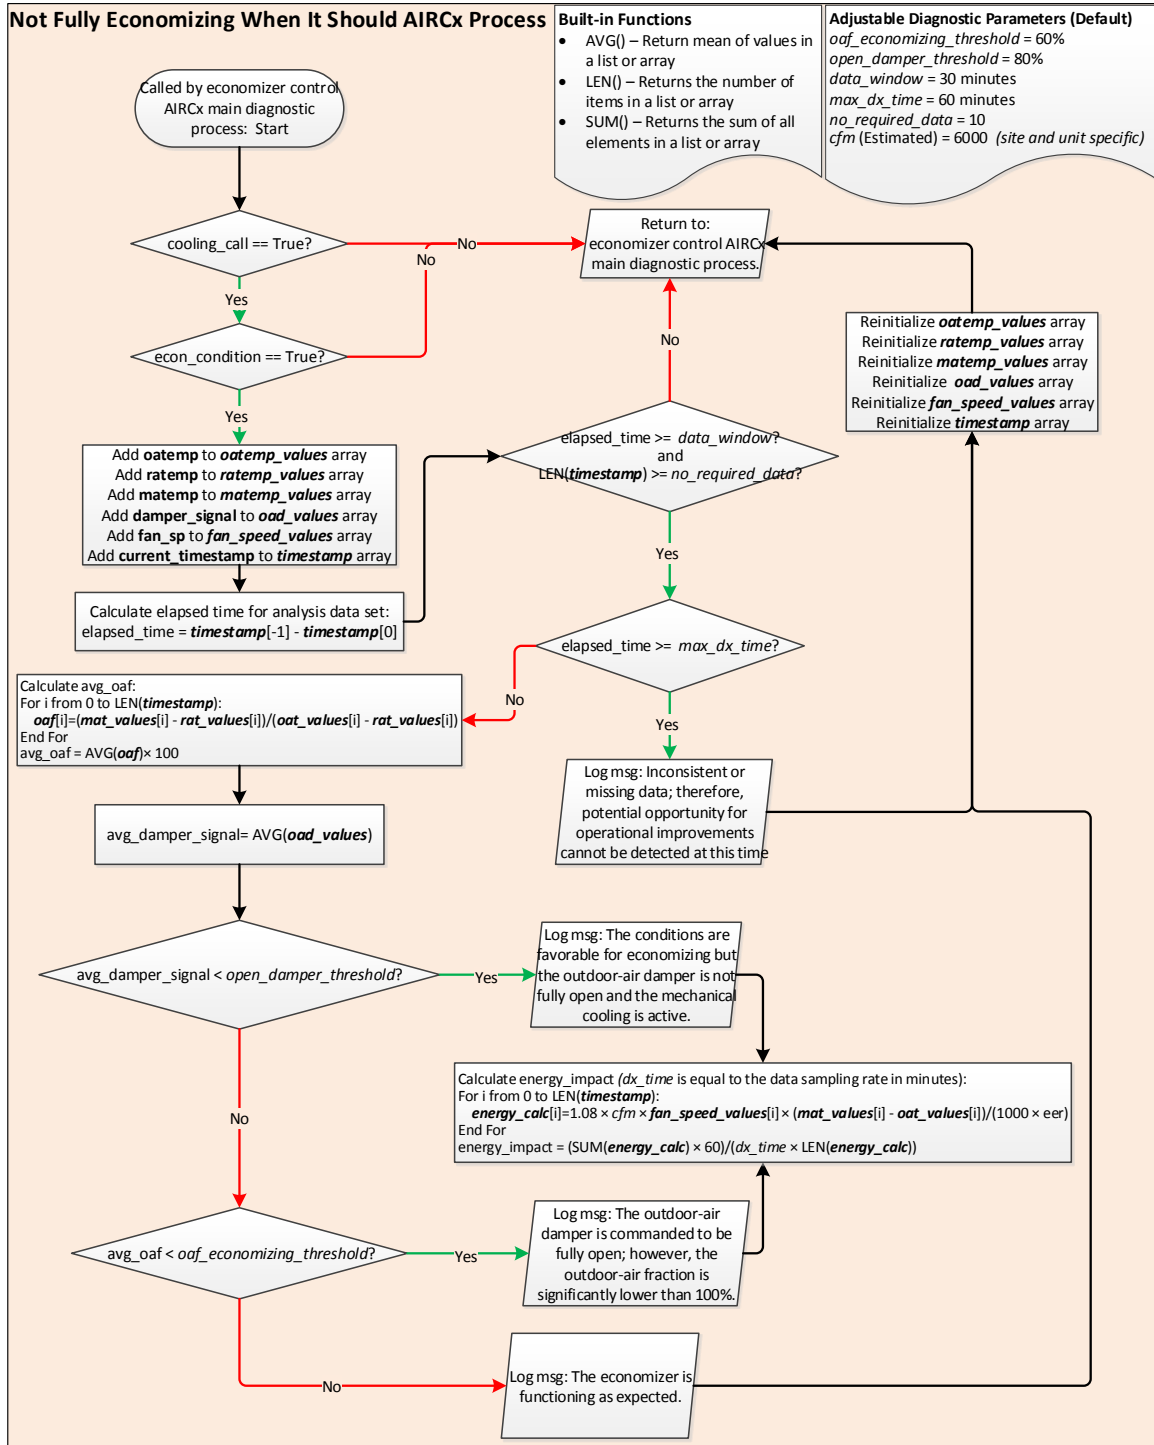 Not Fully Economizing When It Should AIRCx Process
Built-in Functions
• AVG() – Return mean of values in
a list or array
• LEN() – Returns the number of
items in a list or array
• SUM() – Returns the sum of all
elements in a list or array
Adjustable Diagnostic Parameters (Default)
oaf_economizing_threshold = 60%
open_damper_threshold = 80%
data_window = 30 minutes
max_dx_time = 60 minutes
no_required_data = 10
cfm (Estimated) = 6000 (site and unit specific)
Called by economizer control
AIRCx main diagnostic
process: Start
cooling_call == True?
No
Return to:
economizer control AIRCx
main diagnostic process.
No
Yes
econ_condition == True?
No
Reinitialize oatemp_values array
Reinitialize ratemp_values array
Reinitialize matemp_values array
Reinitialize oad_values array
Reinitialize fan_speed_values array
Reinitialize timestamp array
Yes
Add oatemp to oatemp_values array
Add ratemp to ratemp_values array
Add matemp to matemp_values array
Add damper_signal to oad_values array
Add fan_sp to fan_speed_values array
Add current_timestamp to timestamp array
elapsed_time >= data_window?
and
LEN(timestamp) >= no_required_data?
Yes
Calculate elapsed time for analysis data set:
elapsed_time = timestamp[-1] - timestamp[0]
elapsed_time >= max_dx_time?
No
Yes
Calculate avg_oaf:
For i from 0 to LEN(timestamp):
oaf[i]=(mat_values[i] - rat_values[i])/(oat_values[i] - rat_values[i])
End For
avg_oaf = AVG(oaf)× 100
Log msg: Inconsistent or
missing data; therefore,
potential opportunity for
operational improvements
cannot be detected at this time
avg_damper_signal= AVG(oad_values)
avg_damper_signal < open_damper_threshold?
Yes
Log msg: The conditions are
favorable for economizing but
the outdoor-air damper is not
fully open and the mechanical
cooling is active.
No
Calculate energy_impact (dx_time is equal to the data sampling rate in minutes):
For i from 0 to LEN(timestamp):
energy_calc[i]=1.08 × cfm × fan_speed_values[i] × (mat_values[i] - oat_values[i])/(1000 × eer)
End For
energy_impact = (SUM(energy_calc) × 60)/(dx_time × LEN(energy_calc))
avg_oaf < oaf_economizing_threshold?
Yes
Log msg: The outdoor-air
damper is commanded to be
fully open; however, the
outdoor-air fraction is
significantly lower than 100%.
No
Log msg: The economizer is
functioning as expected.